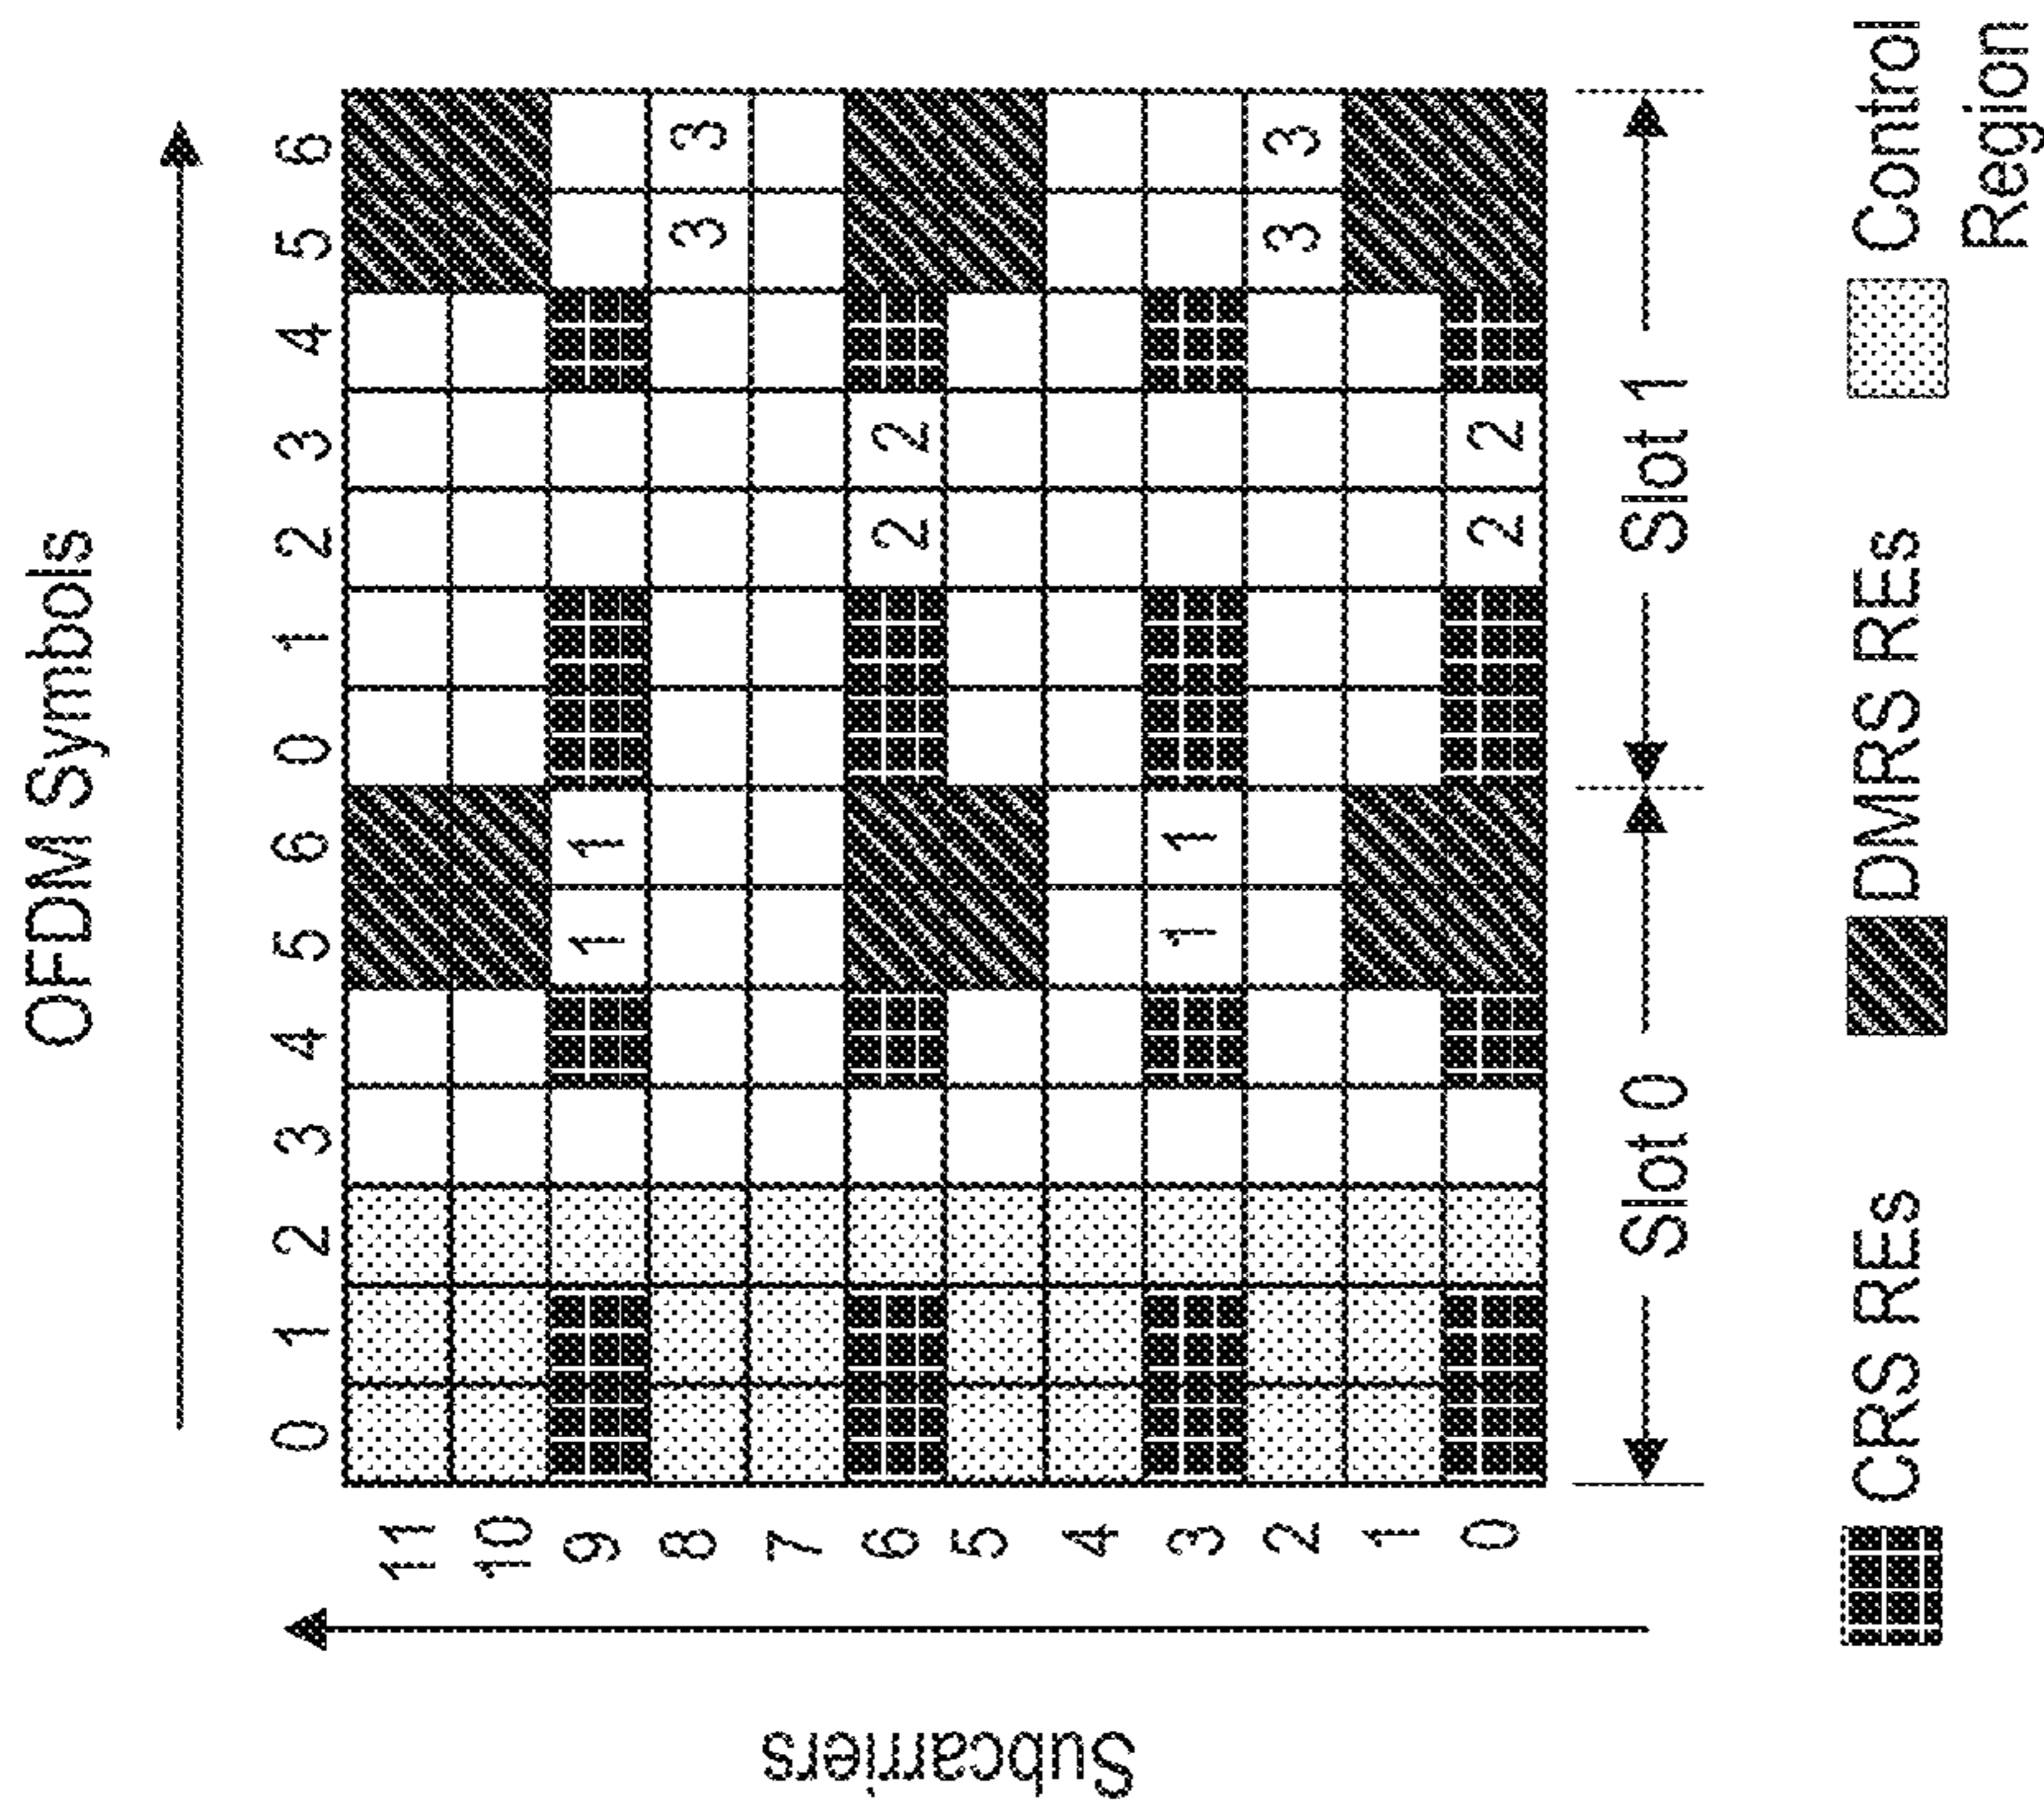 OFDM Symbols
0 1 2 3 4 5 6 0 1 2 3 4 5 6
Subcarriers
11
10
9 1 1
8 3 3
7
6 2 2
5
4
3 1 1
2 3 3
1
0 2 2
Slot 0 Slot 1
CRS REs DMRS REs Control
Region